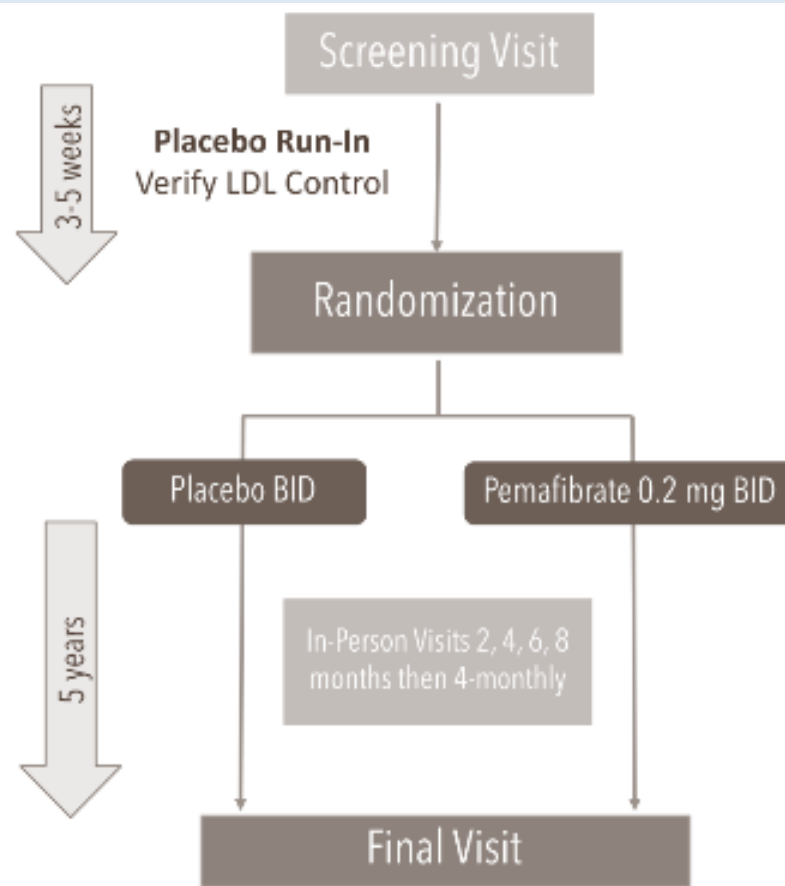 Screening Visit
3-5 weeks
Placebo Run-In
Verify LDL Control
Randomization
Placebo BID
Pemafibrate 0.2 mg BID
5 years
In-Person Visits 2, 4, 6, 8
months then 4-monthly
Final Visit